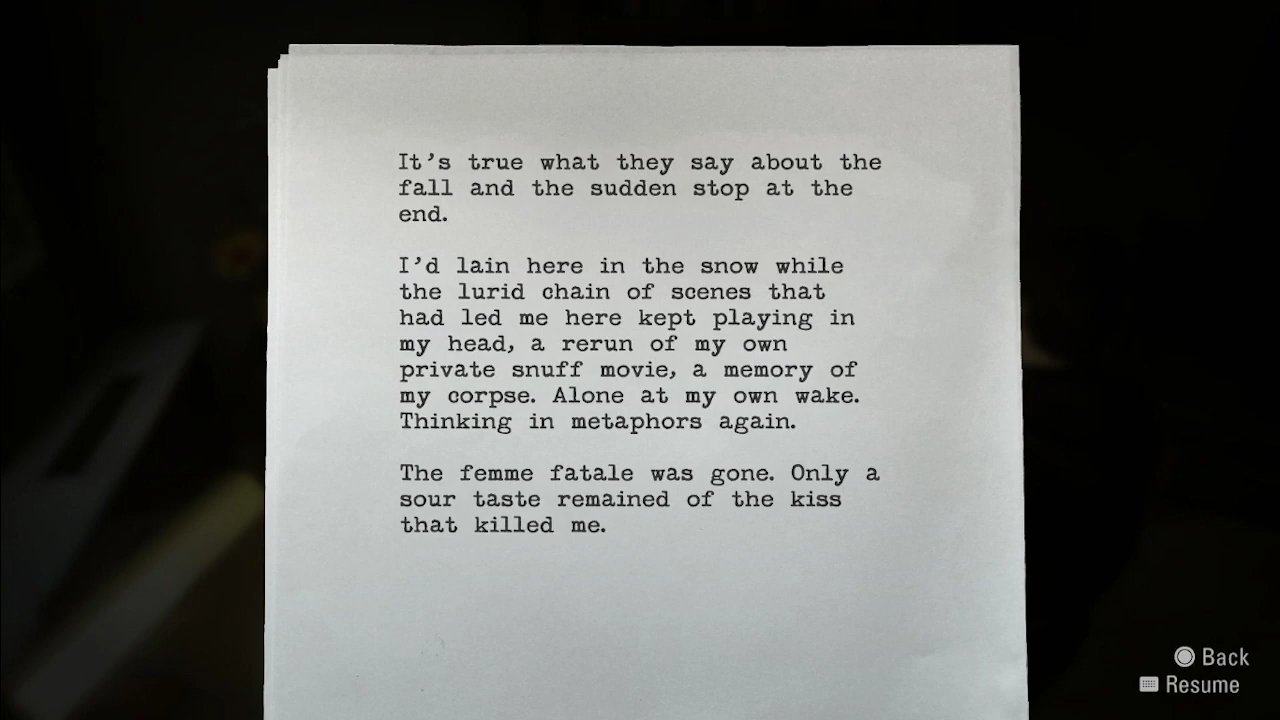 It’s true what they say about the
fall and the sudden stop at the
end.
I’d lain here in the snow while
the lurid chain of scenes that
had led me here kept playing in
my head, a rerun of my own
private snuff movie, a memory of
my corpse. Alone at my own wake.
Thinking in metaphors again.
The femme fatale was gone. Only a
sour taste remained of the kiss
that killed me.
Back
Resume